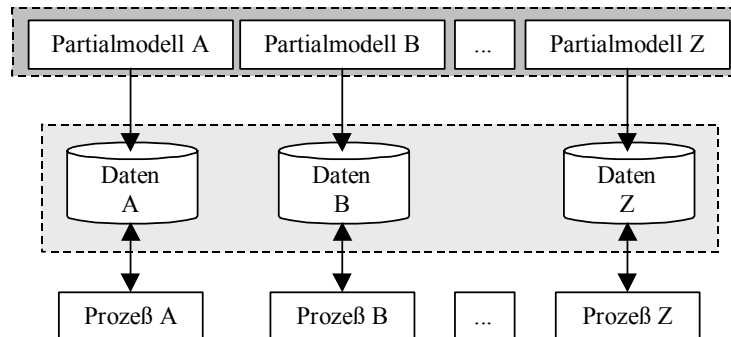 Partialmodell A Partialmodell B ... Partialmodell Z
Daten Daten Daten
A B Z
Prozeß A Prozeß B ... Prozeß Z